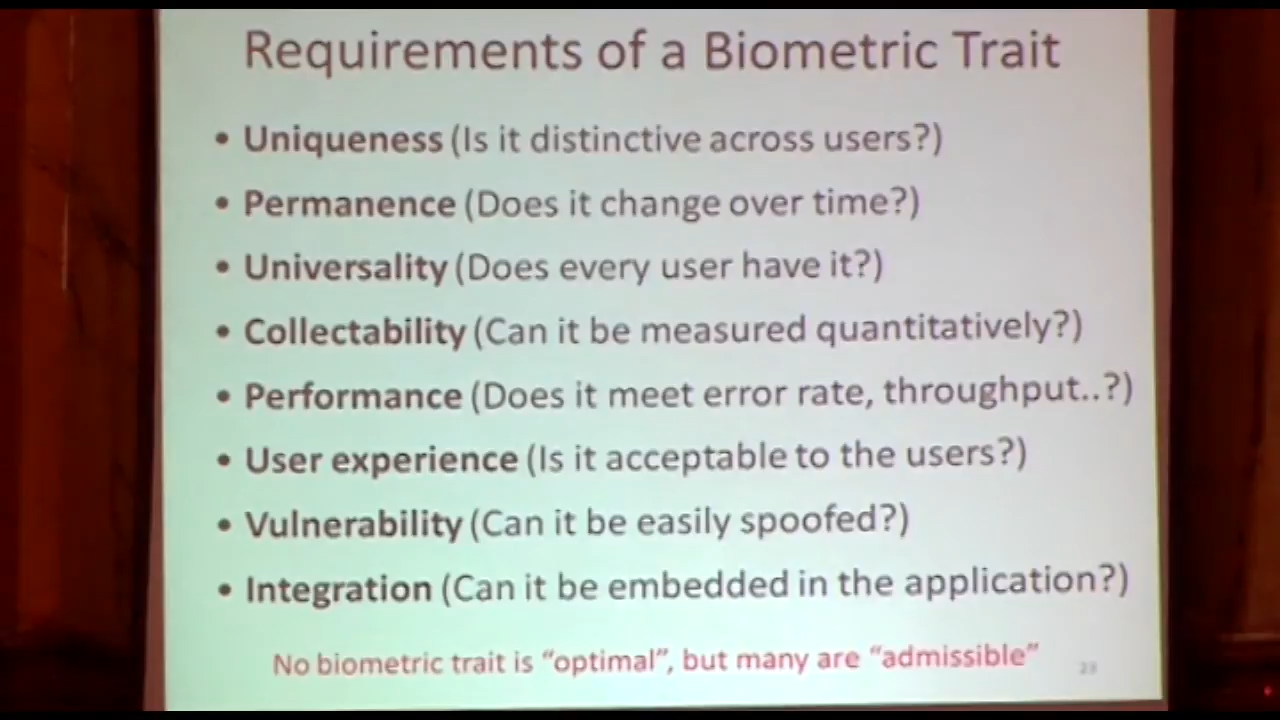 Requirements of a Biometric Trait
• Uniqueness (Is it distinctive across users?)
• Permanence (Does it change over time?)
• Universality (Does every user have it?)
• Collectability (Can it be measured quantitatively?)
• Performance (Does it meet error rate, throughput..?)
• User experience (Is it acceptable to the users?)
• Vulnerability (Can it be easily spoofed?)
• Integration (Can it be embedded in the application?)
No biometric trait is “optimal”, but many are “admissible”
23